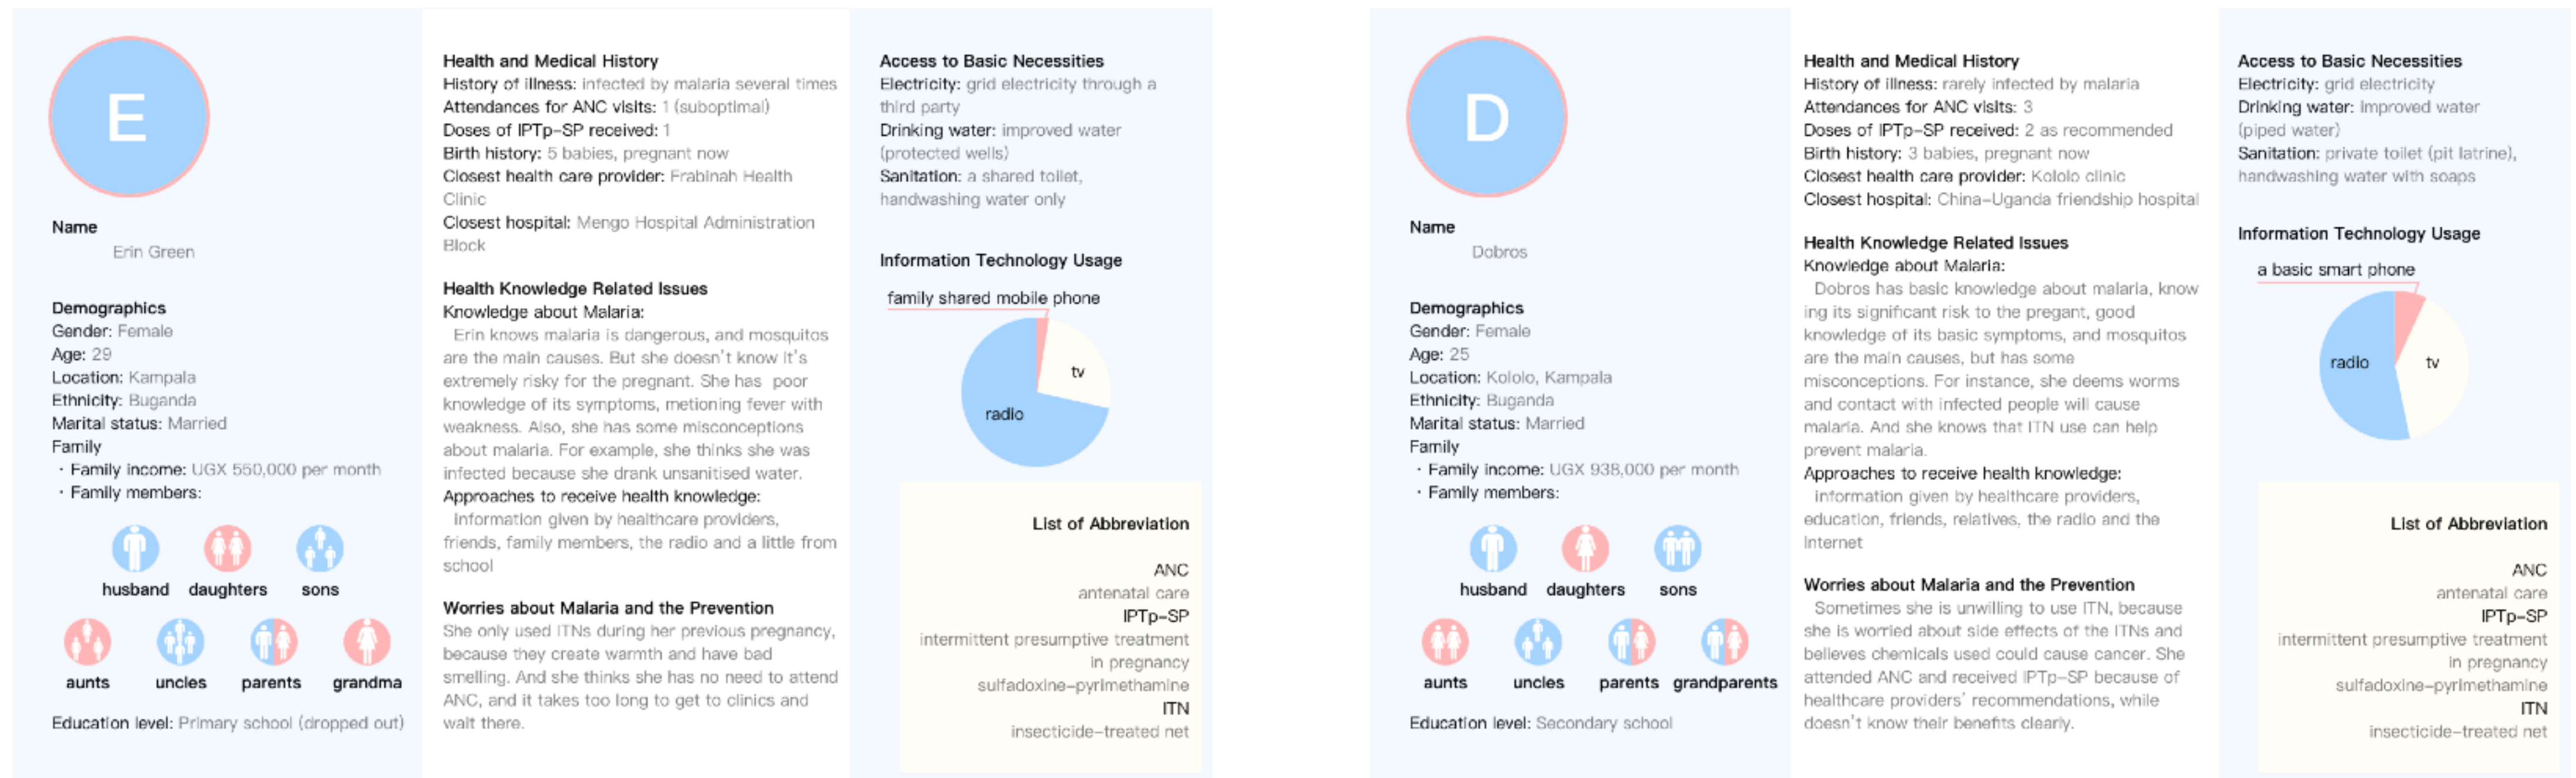 E
Name
Erin Green
Demographics
Gender: Female
Age: 29
Location: Kampala
Ethnicity: Buganda
Marital status: Married
Family
· Family income: UGX 550,000 per month
· Family members:
husband daughters sons
aunts uncles parents grandma
Education level: Primary school (dropped out)
Health and Medical History
History of illness: infected by malaria several times
Attendances for ANC visits: 1 (suboptimal)
Doses of IPTp-SP received: 1
Birth history: 5 babies, pregnant now
Closest health care provider: Frabinah Health
Clinic
Closest hospital: Mengo Hospital Administration
Block
Health Knowledge Related Issues
Knowledge about Malaria:
Erin knows malaria is dangerous, and mosquitos
are the main causes. But she doesn't know it's
extremely risky for the pregnant. She has poor
knowledge of its symptoms, metioning fever with
weakness. Also, she has some misconceptions
about malaria. For example, she thinks she was
infected because she drank unsanitised water.
Approaches to receive health knowledge:
Information given by healthcare providers,
friends, family members, the radio and a little from
school
Worries about Malaria and the Prevention
She only used ITNs during her previous pregnancy,
because they create warmth and have bad
smelling. And she thinks she has no need to attend
ANC, and it takes too long to get to clinics and
wait there.
Access to Basic Necessities
Electricity: grid electricity through a
third party
Drinking water: improved water
(protected wells)
Sanitation: a shared toilet,
handwashing water only
Information Technology Usage
family shared mobile phone
tv
radio
List of Abbreviation
ANC
antenatal care
IPTp-SP
intermittent presumptive treatment
in pregnancy
sulfadoxine-pyrimethamine
ITN
insecticide-treated net
D
Name
Dobros
Demographics
Gender: Female
Age: 25
Location: Kololo, Kampala
Ethnicity: Buganda
Marital status: Married
Family
· Family income: UGX 938,000 per month
· Family members:
husband daughters sons
aunts uncles parents grandparents
Education level: Secondary school
Health and Medical History
History of illness: rarely infected by malaria
Attendances for ANC visits: 3
Doses of IPTp-SP received: 2 as recommended
Birth history: 3 babies, pregnant now
Closest health care provider: Kololo clinic
Closest hospital: China-Uganda friendship hospital
Health Knowledge Related Issues
Knowledge about Malaria:
Dobros has basic knowledge about malaria, know
ing its significant risk to the pregant, good
knowledge of its basic symptoms, and mosquitos
are the main causes, but has some
misconceptions. For instance, she deems worms
and contact with infected people will cause
malaria. And she knows that ITN use can help
prevent malaria.
Approaches to receive health knowledge:
information given by healthcare providers,
education, friends, relatives, the radio and the
Internet
Worries about Malaria and the Prevention
Sometimes she is unwilling to use ITN, because
she is worried about side effects of the ITNs and
believes chemicals used could cause cancer. She
attended ANC and received IPTp-SP because of
healthcare providers' recommendations, while
doesn't know their benefits clearly.
Access to Basic Necessities
Electricity: grid electricity
Drinking water: improved water
(piped water)
Sanitation: private toilet (pit latrine),
handwashing water with soaps
Information Technology Usage
a basic smart phone
radio
tv
List of Abbreviation
ANC
antenatal care
IPTp-SP
intermittent presumptive treatment
in pregnancy
sulfadoxine-pyrimethamine
ITN
insecticide-treated net